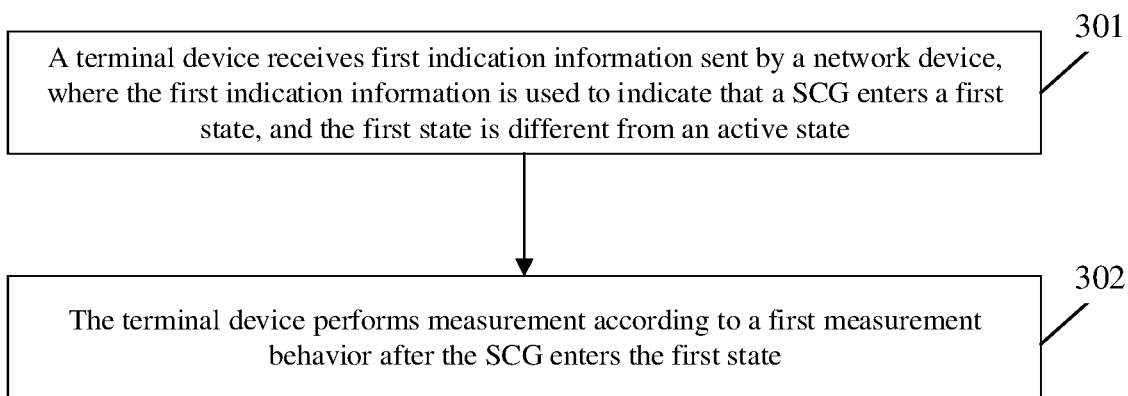 301
A terminal device receives first indication information sent by a network device,
where the first indication information is used to indicate that a SCG enters a first
state, and the first state is different from an active state
302
The terminal device performs measurement according to a first measurement
behavior after the SCG enters the first state